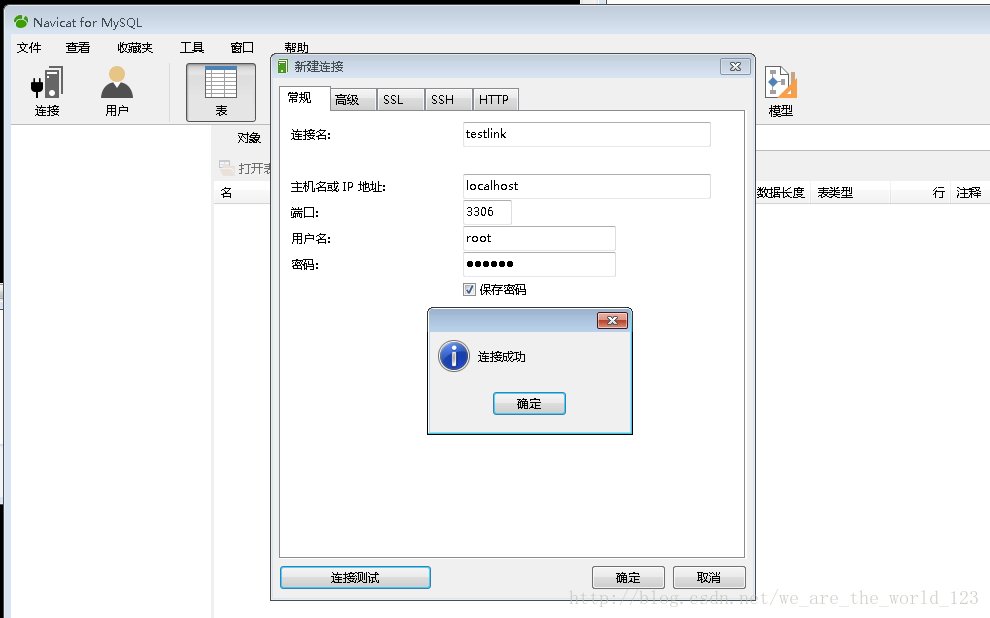 Navicat for MySQL
文件 查看 收藏夹 工具 窗口 帮助
连接 用户 表 模型
对象
打开表
名 数据长度 表类型 行 注释
新建连接
常规 高级 SSL SSH HTTP
连接名: testlink
主机名或 IP 地址: localhost
端口: 3306
用户名: root
密码: ●●●●●●
保存密码
连接成功
确定
连接测试 确定 取消
http://blog.csdn.net/we_are_the_world_123